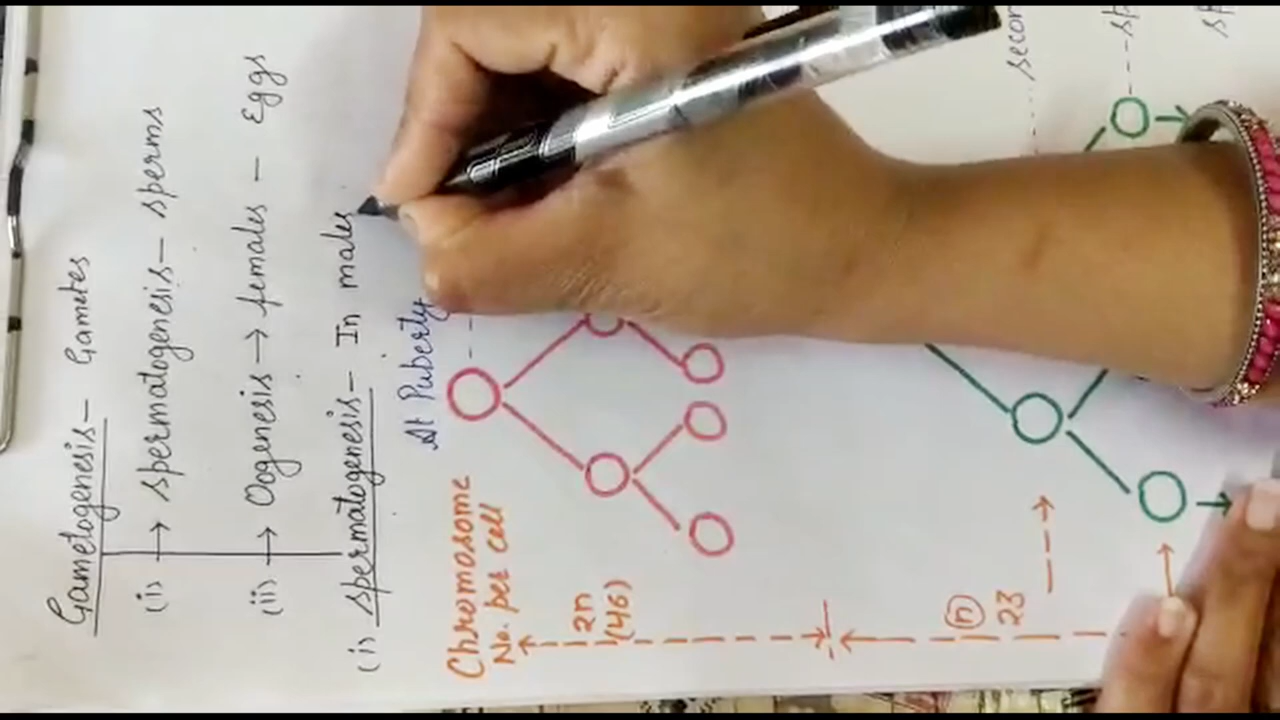 Gametogenesis - Gametes
(i) → spermatogenesis - sperms
(ii) → Oogenesis → females - Eggs
(i) spermatogenesis - In males
At Puberty
Chromosome
No. per cell
2n
(46)
(n)
23